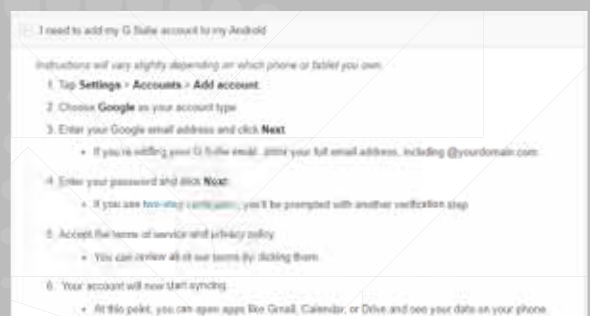 I need to add my G Suite account to my Android
Instructions will vary slightly depending on which phone or tablet you own.
1. Tap Settings > Accounts > Add account.
2. Choose Google as your account type
3. Enter your Google email address and click Next
• If you're adding your G Suite email, enter your full email address, including @yourdomain.com
4. Enter your password and click Next
• If you use two-step verification, you'll be prompted with another verification step
5. Accept the terms of service and privacy policy
• You can review all of our terms by clicking them.
6. Your account will now start syncing.
• At this point, you can open apps like Gmail, Calendar, or Drive and see your data on your phone.